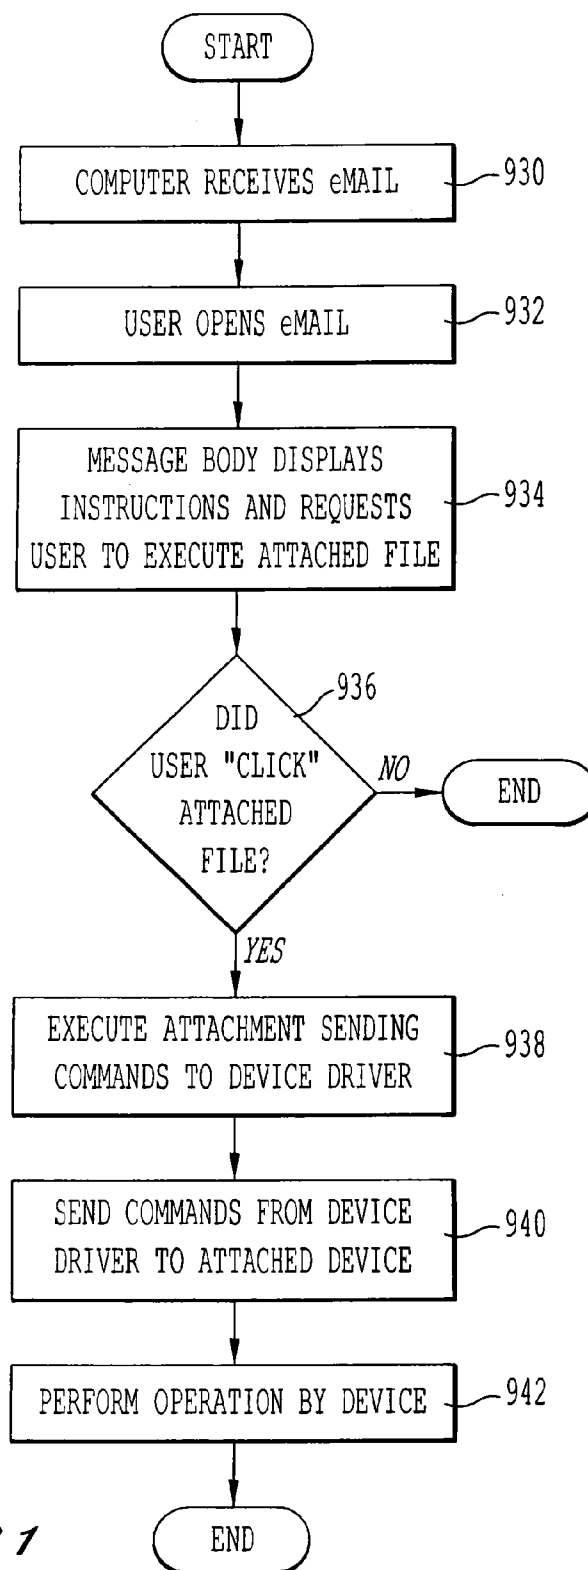 START
COMPUTER RECEIVES eMAIL
930
USER OPENS eMAIL
932
MESSAGE BODY DISPLAYS
INSTRUCTIONS AND REQUESTS
USER TO EXECUTE ATTACHED FILE
934
936
DID
USER "CLICK"
ATTACHED
FILE?
NO
END
YES
EXECUTE ATTACHMENT SENDING
COMMANDS TO DEVICE DRIVER
938
SEND COMMANDS FROM DEVICE
DRIVER TO ATTACHED DEVICE
940
PERFORM OPERATION BY DEVICE
942
END
1